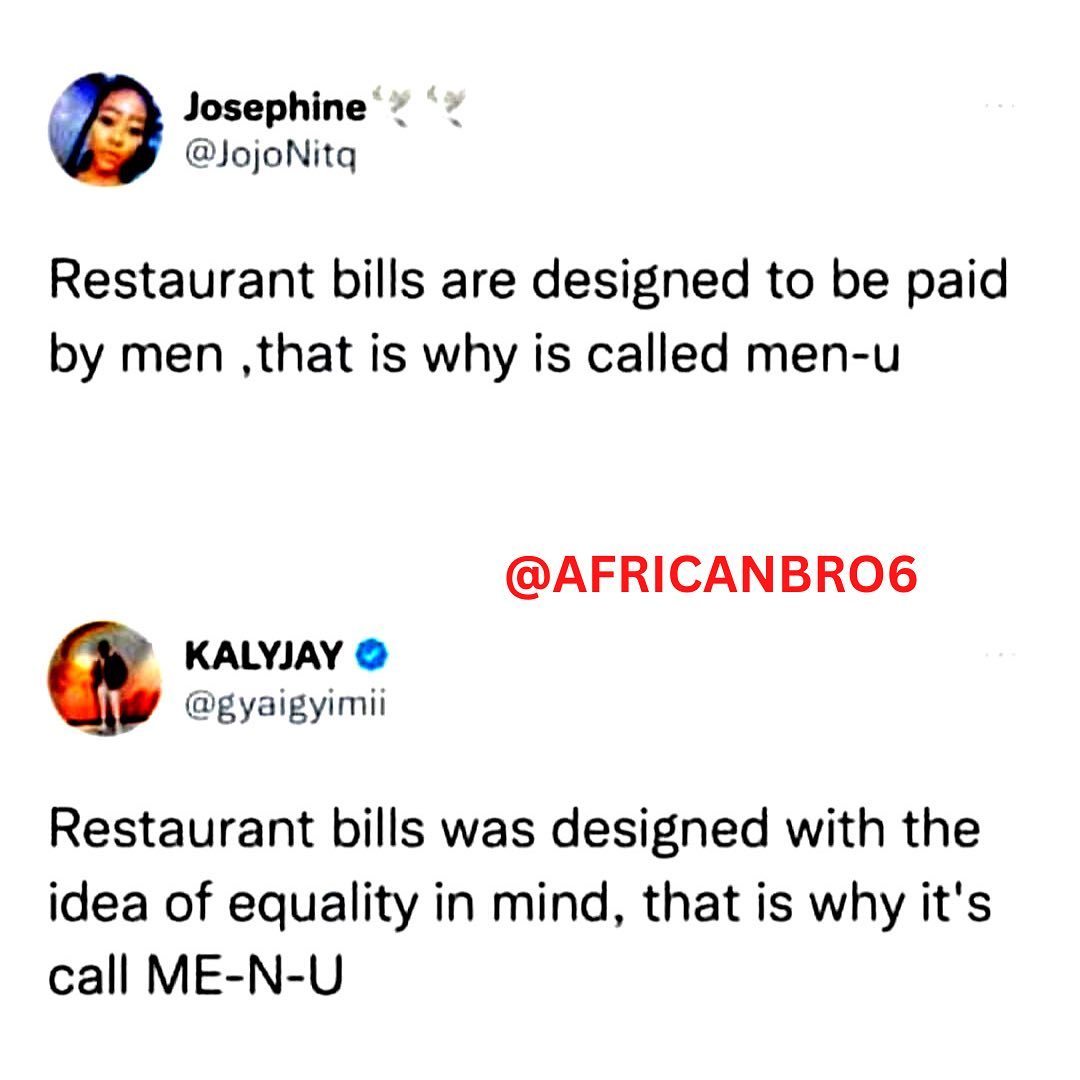 Josephine
@JojoNitq
Restaurant bills are designed to be paid
by men ,that is why is called men-u
@AFRICANBRO6
KALYJAY
@gyaigyimii
Restaurant bills was designed with the
idea of equality in mind, that is why it's
call ME-N-U